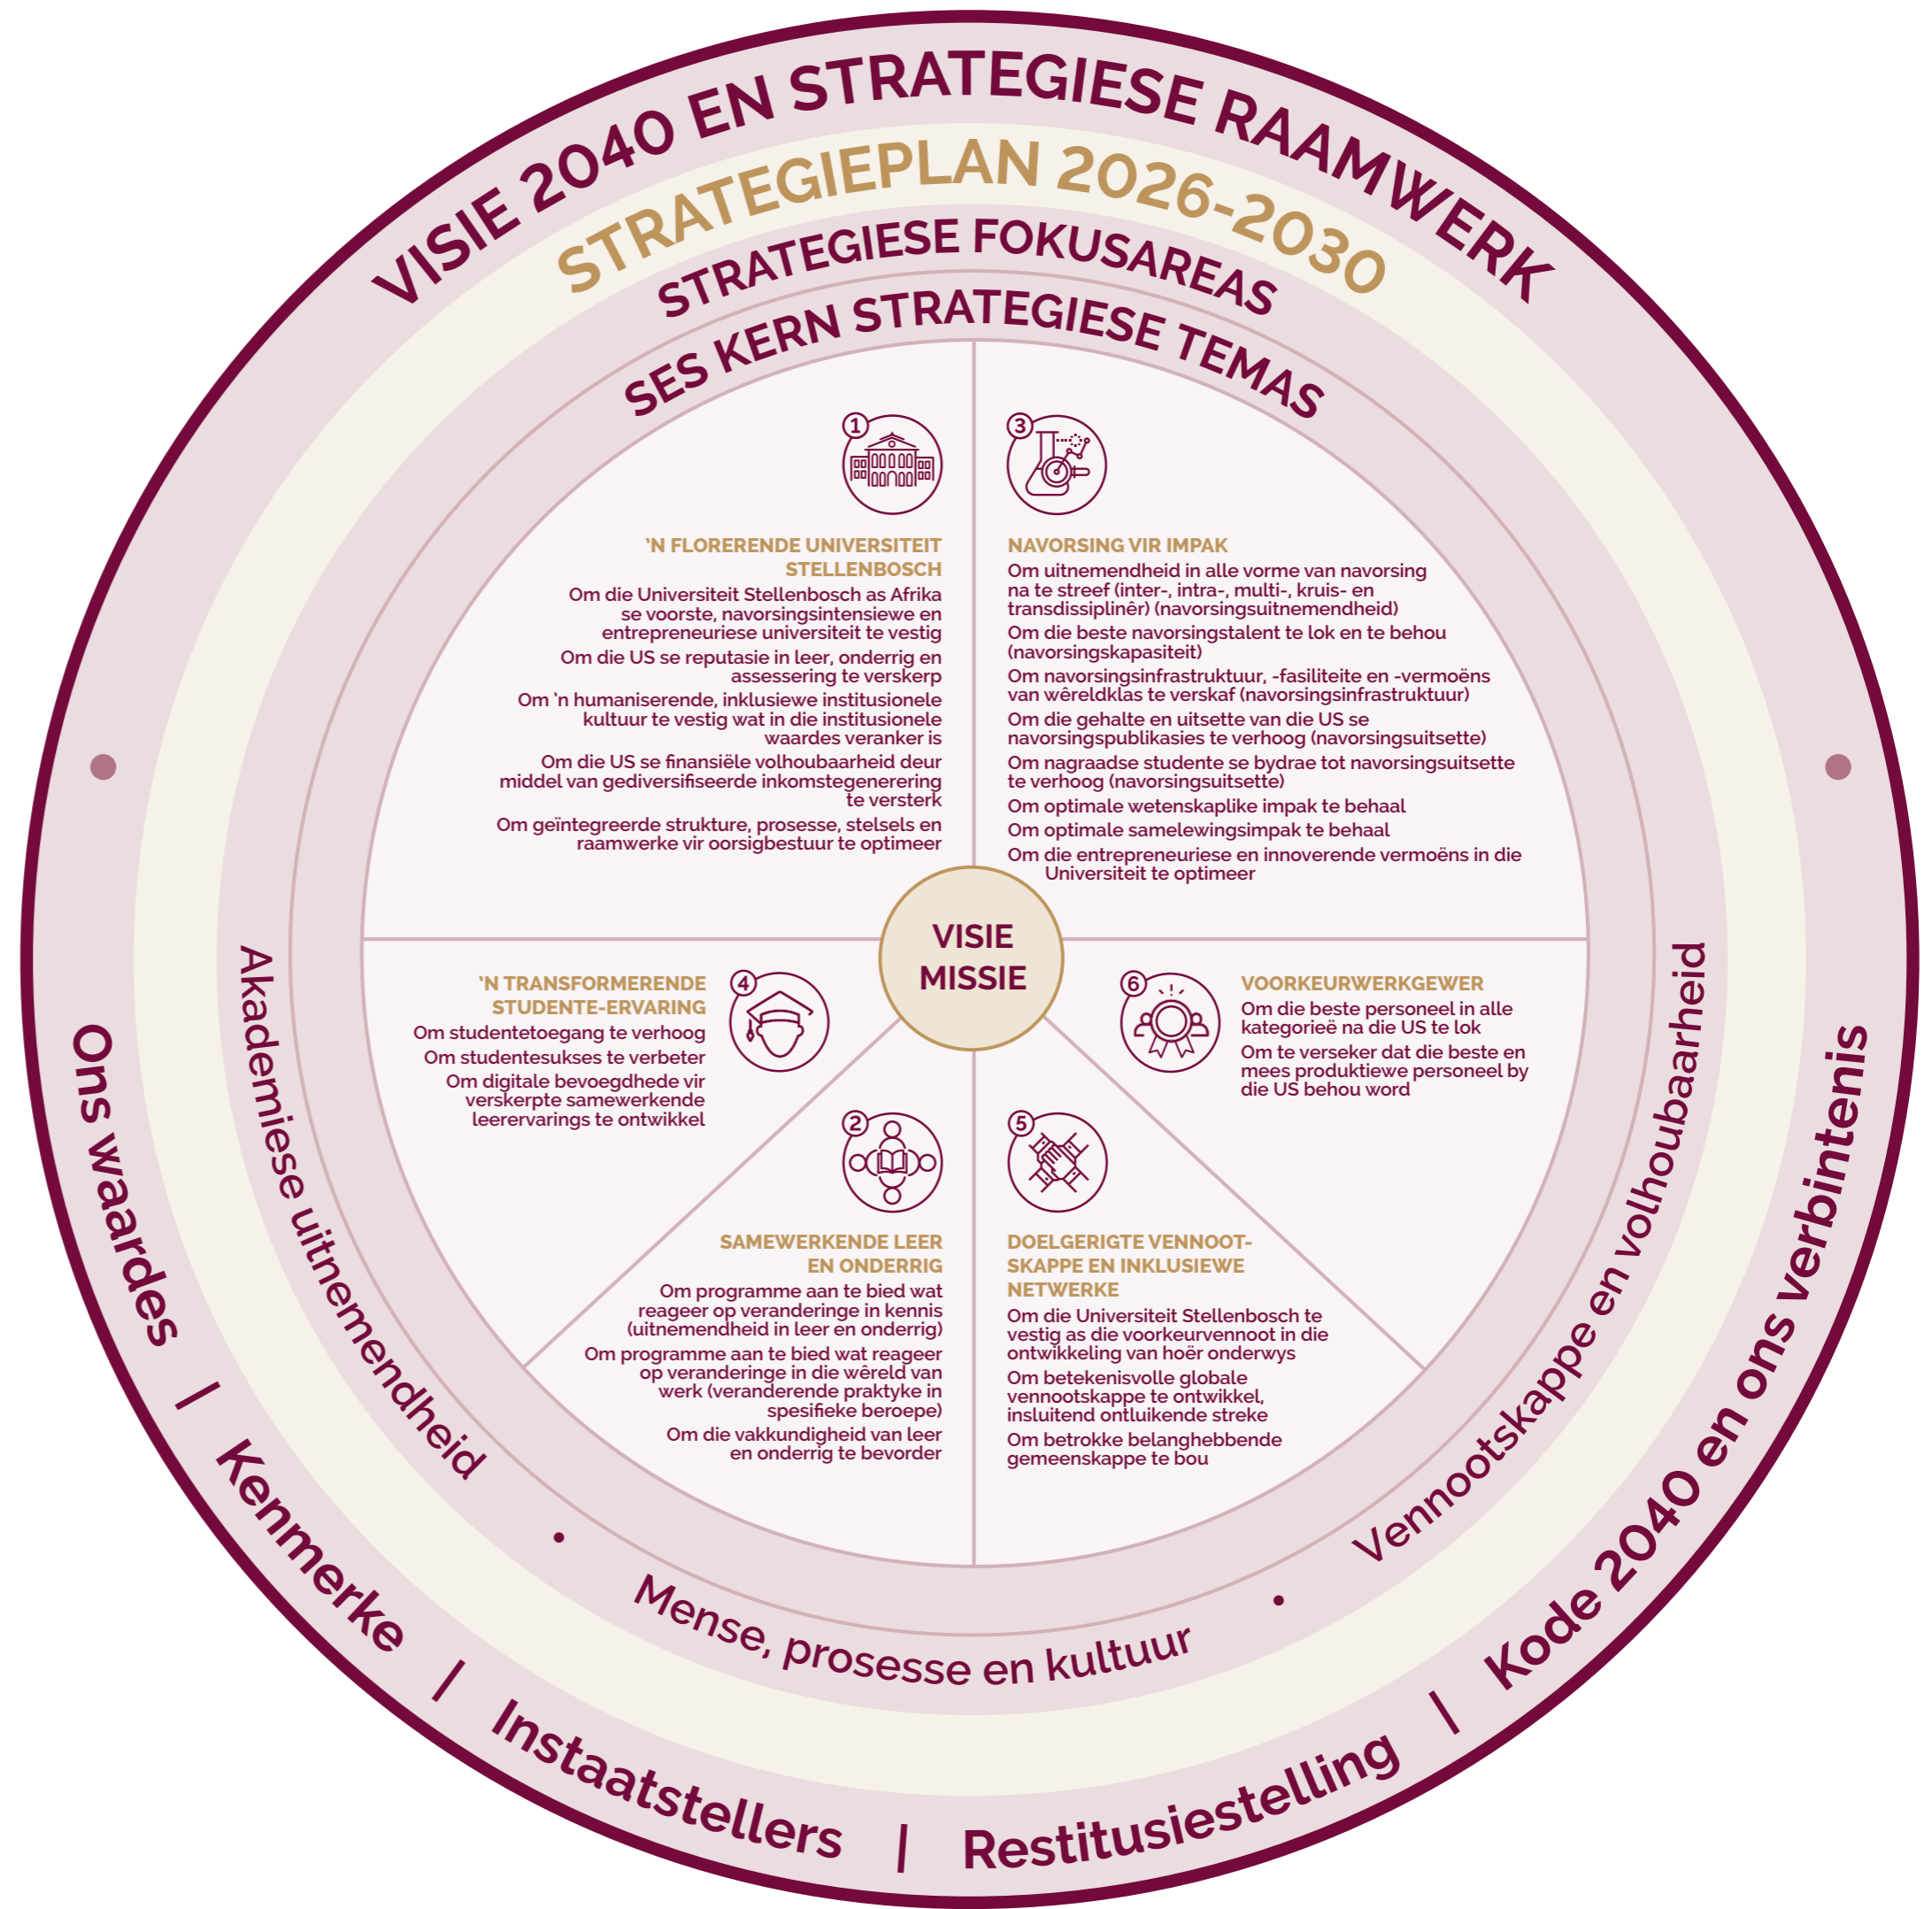 VISIE 2040 EN STRATEGIESE RAAMWERK
STRATEGIEPLAN 2026-2030
STRATEGIESE FOKUSAREAS
SES KERN STRATEGIESE TEMAS
1
’N FLORERENDE UNIVERSITEIT
STELLENBOSCH
Om die Universiteit Stellenbosch as Afrika
se voorste, navorsingsintensiewe en
entrepreneuriese universiteit te vestig
Om die US se reputasie in leer, onderrig en
assessering te verskerp
Om ’n humaniserende, inklusiewe institusionele
kultuur te vestig wat in die institusionele
waardes veranker is
Om die US se finansiële volhoubaarheid deur
middel van gediversifiseerde inkomstegenerering
te versterk
Om geïntegreerde strukture, prosesse, stelsels en
raamwerke vir oorsigbestuur te optimeer
3
NAVORSING VIR IMPAK
Om uitnemendheid in alle vorme van navorsing
na te streef (inter-, intra-, multi-, kruis- en
transdissiplinêr) (navorsingsuitnemendheid)
Om die beste navorsingstalent te lok en te behou
(navorsingskapasiteit)
Om navorsingsinfrastruktuur, -fasiliteite en -vermoëns
van wêreldklas te verskaf (navorsingsinfrastruktuur)
Om die gehalte en uitsette van die US se
navorsingspublikasies te verhoog (navorsingsuitsette)
Om nagraadse studente se bydrae tot navorsingsuitsette
te verhoog (navorsingsuitsette)
Om optimale wetenskaplike impak te behaal
Om optimale samelewingsimpak te behaal
Om die entrepreneuriese en innoverende vermoëns in die
Universiteit te optimeer
VISIE
MISSIE
4
’N TRANSFORMERENDE
STUDENTE-ERVARING
Om studentetoegang te verhoog
Om studentesukses te verbeter
Om digitale bevoegdhede vir
verskerpte samewerkende
leerervarings te ontwikkel
6
VOORKEURWERKGEWER
Om die beste personeel in alle
kategorieë na die US te lok
Om te verseker dat die beste en
mees produktiewe personeel by
die US behou word
2
SAMEWERKENDE LEER
EN ONDERRIG
Om programme aan te bied wat
reageer op veranderinge in kennis
(uitnemendheid in leer en onderrig)
Om programme aan te bied wat reageer
op veranderinge in die wêreld van
werk (veranderende praktyke in
spesifieke beroepe)
Om die vakkundigheid van leer
en onderrig te bevorder
5
DOELGERIGTE VENNOOT-
SKAPPE EN INKLUSIEWE
NETWERKE
Om die Universiteit Stellenbosch te
vestig as die voorkeurvennoot in die
ontwikkeling van hoër onderwys
Om betekenisvolle globale
vennootskappe te ontwikkel,
insluitend ontluikende streke
Om betrokke belanghebbende
gemeenskappe te bou
Akademiese uitnemendheid • Mense, prosesse en kultuur • Vennootskappe en volhoubaarheid
Ons waardes | Kenmerke | Instaatstellers | Restitusiestelling | Kode 2040 en ons verbintenis